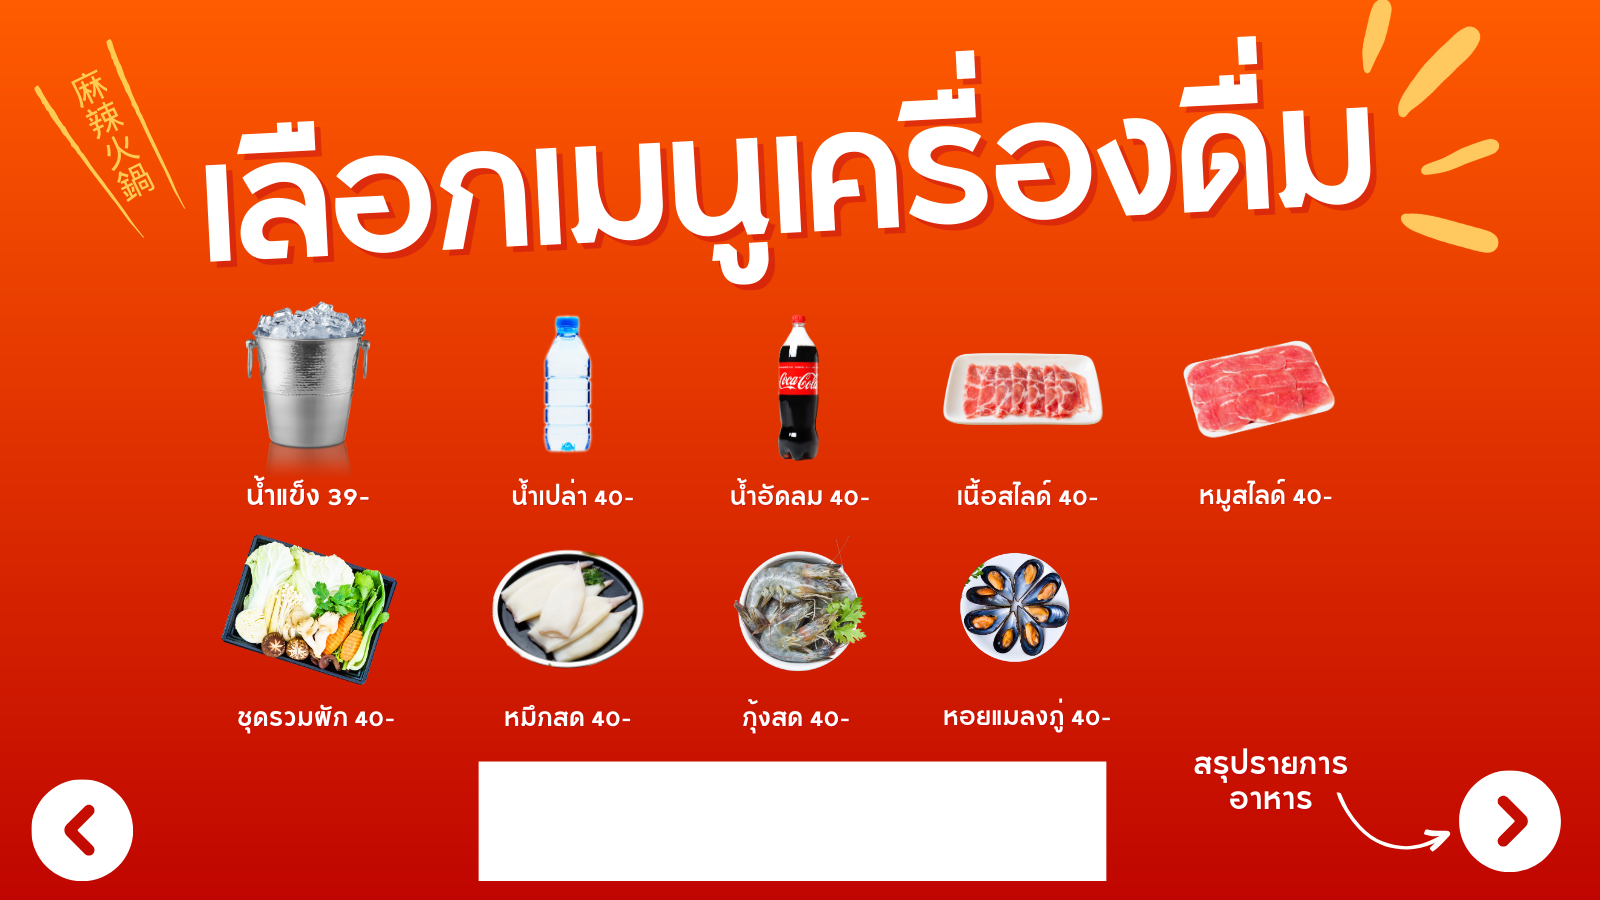 麻辣火鍋
เลือกเมนูเครื่องดื่ม
Coca-Cola
น้ำแข็ง 39-
น้ำเปล่า 40-
น้ำอัดลม 40-
เนื้อสไลด์ 40-
หมูสไลด์ 40-
ชุดรวมผัก 40-
หมึกสด 40-
กุ้งสด 40-
หอยแมลงภู่ 40-
สรุปรายการ
อาหาร